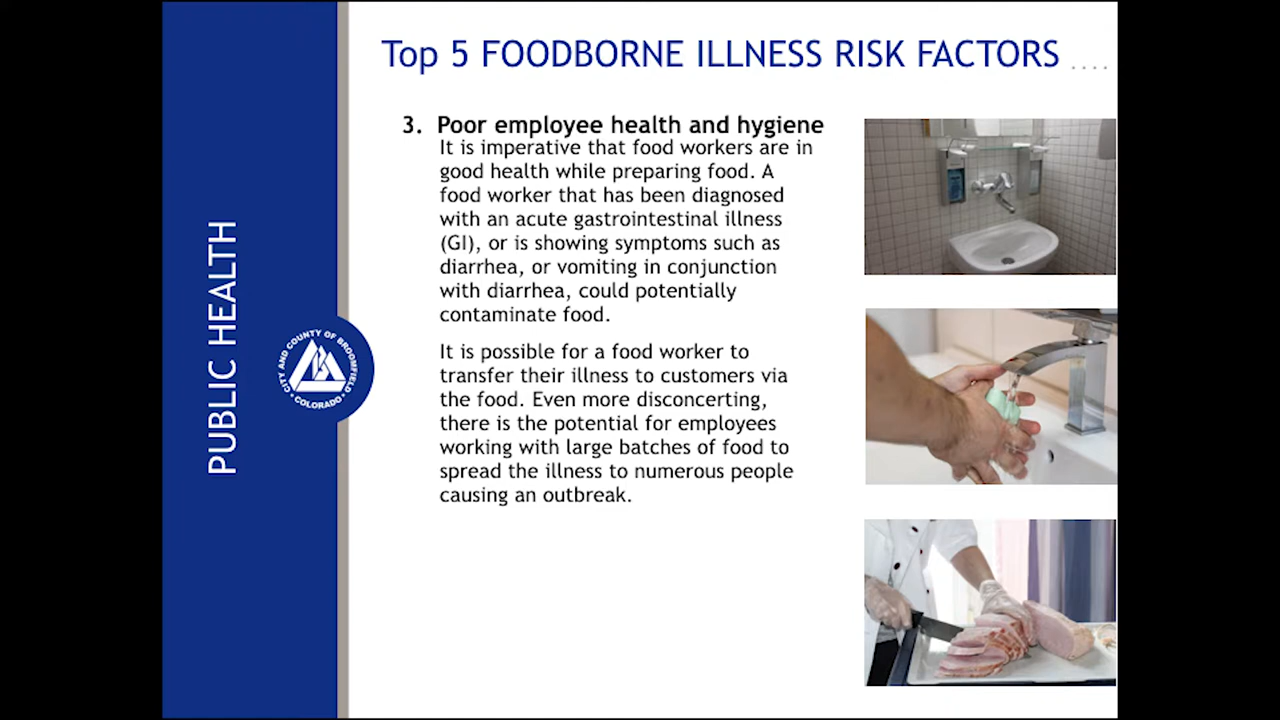 Top 5 FOODBORNE ILLNESS RISK FACTORS ....
3. Poor employee health and hygiene
It is imperative that food workers are in
good health while preparing food. A
food worker that has been diagnosed
with an acute gastrointestinal illness
(GI), or is showing symptoms such as
diarrhea, or vomiting in conjunction
with diarrhea, could potentially
contaminate food.
It is possible for a food worker to
transfer their illness to customers via
the food. Even more disconcerting,
there is the potential for employees
working with large batches of food to
spread the illness to numerous people
causing an outbreak.
PUBLIC HEALTH
CITY AND COUNTY OF BROOMFIELD
• COLORADO •